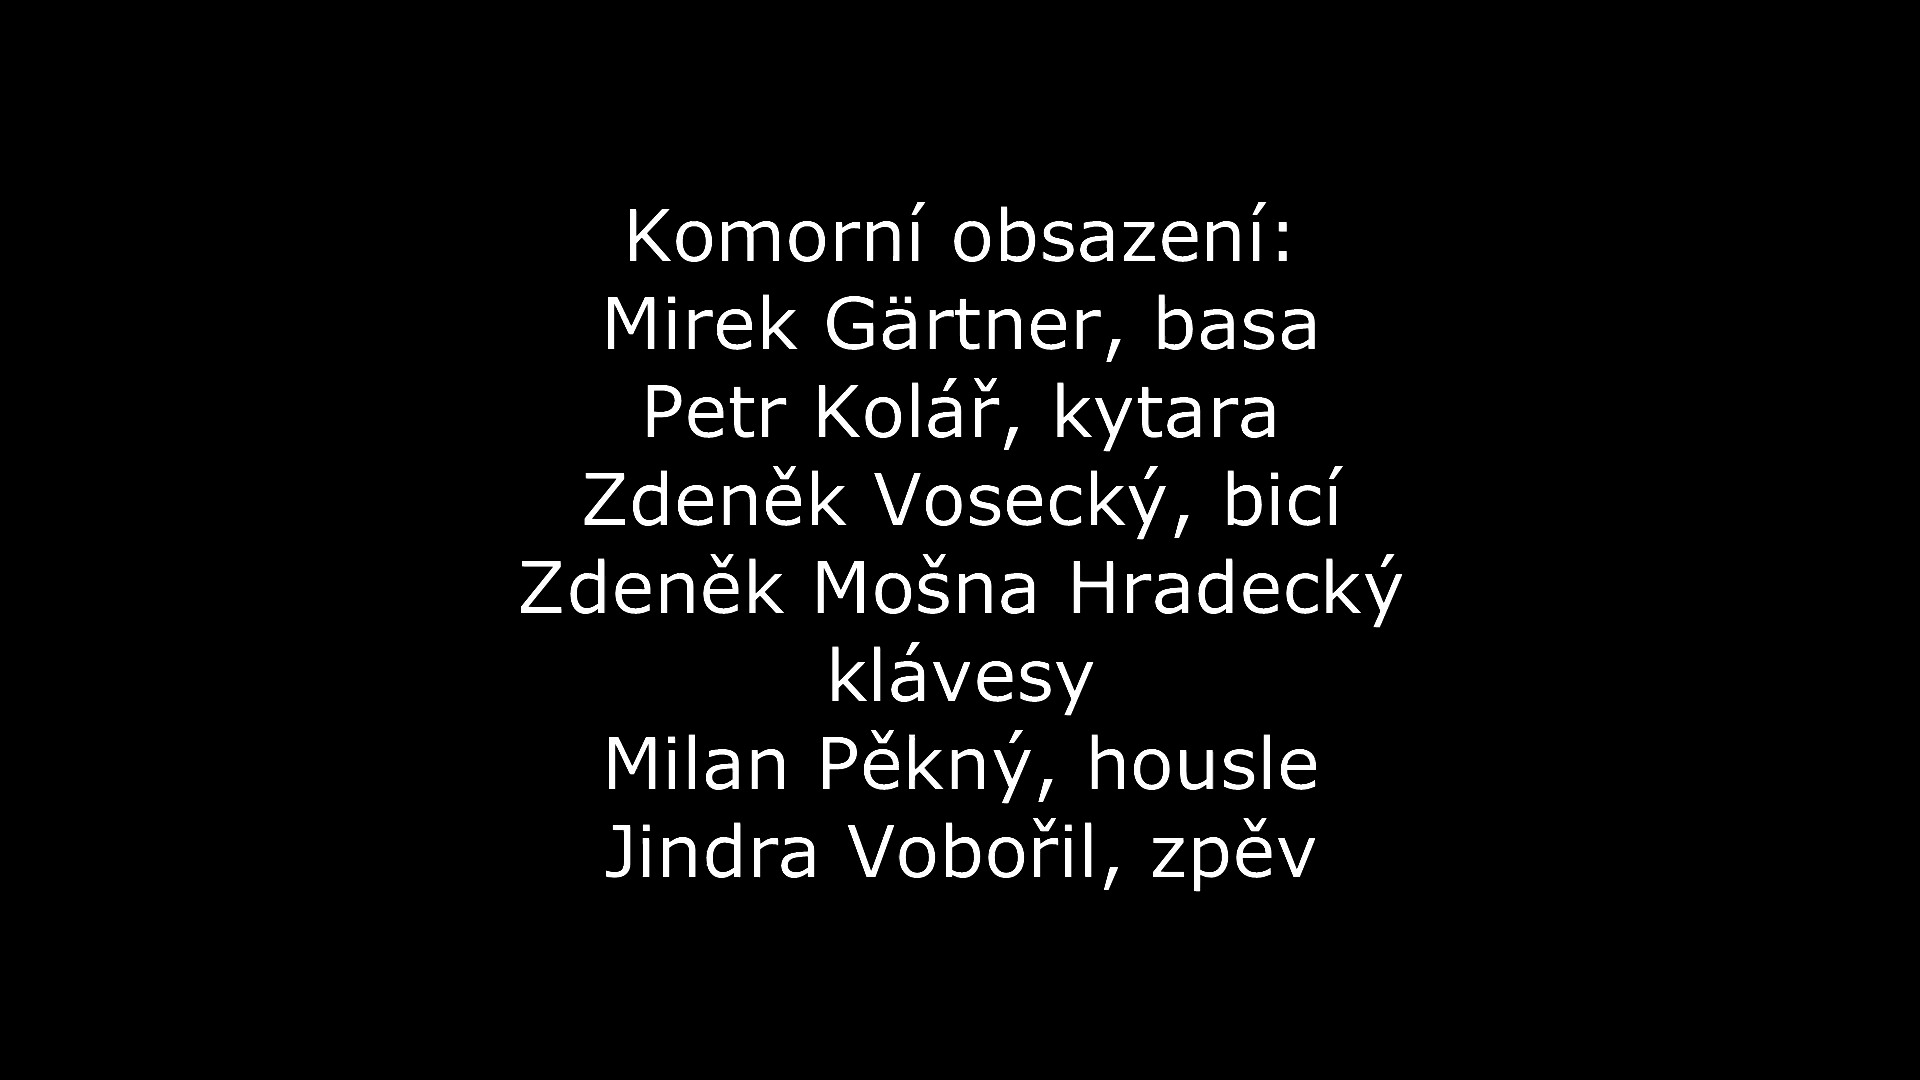 Komorní obsazení:
Mirek Gärtner, basa
Petr Kolář, kytara
Zdeněk Vosecký, bicí
Zdeněk Mošna Hradecký
klávesy
Milan Pěkný, housle
Jindra Vobořil, zpěv